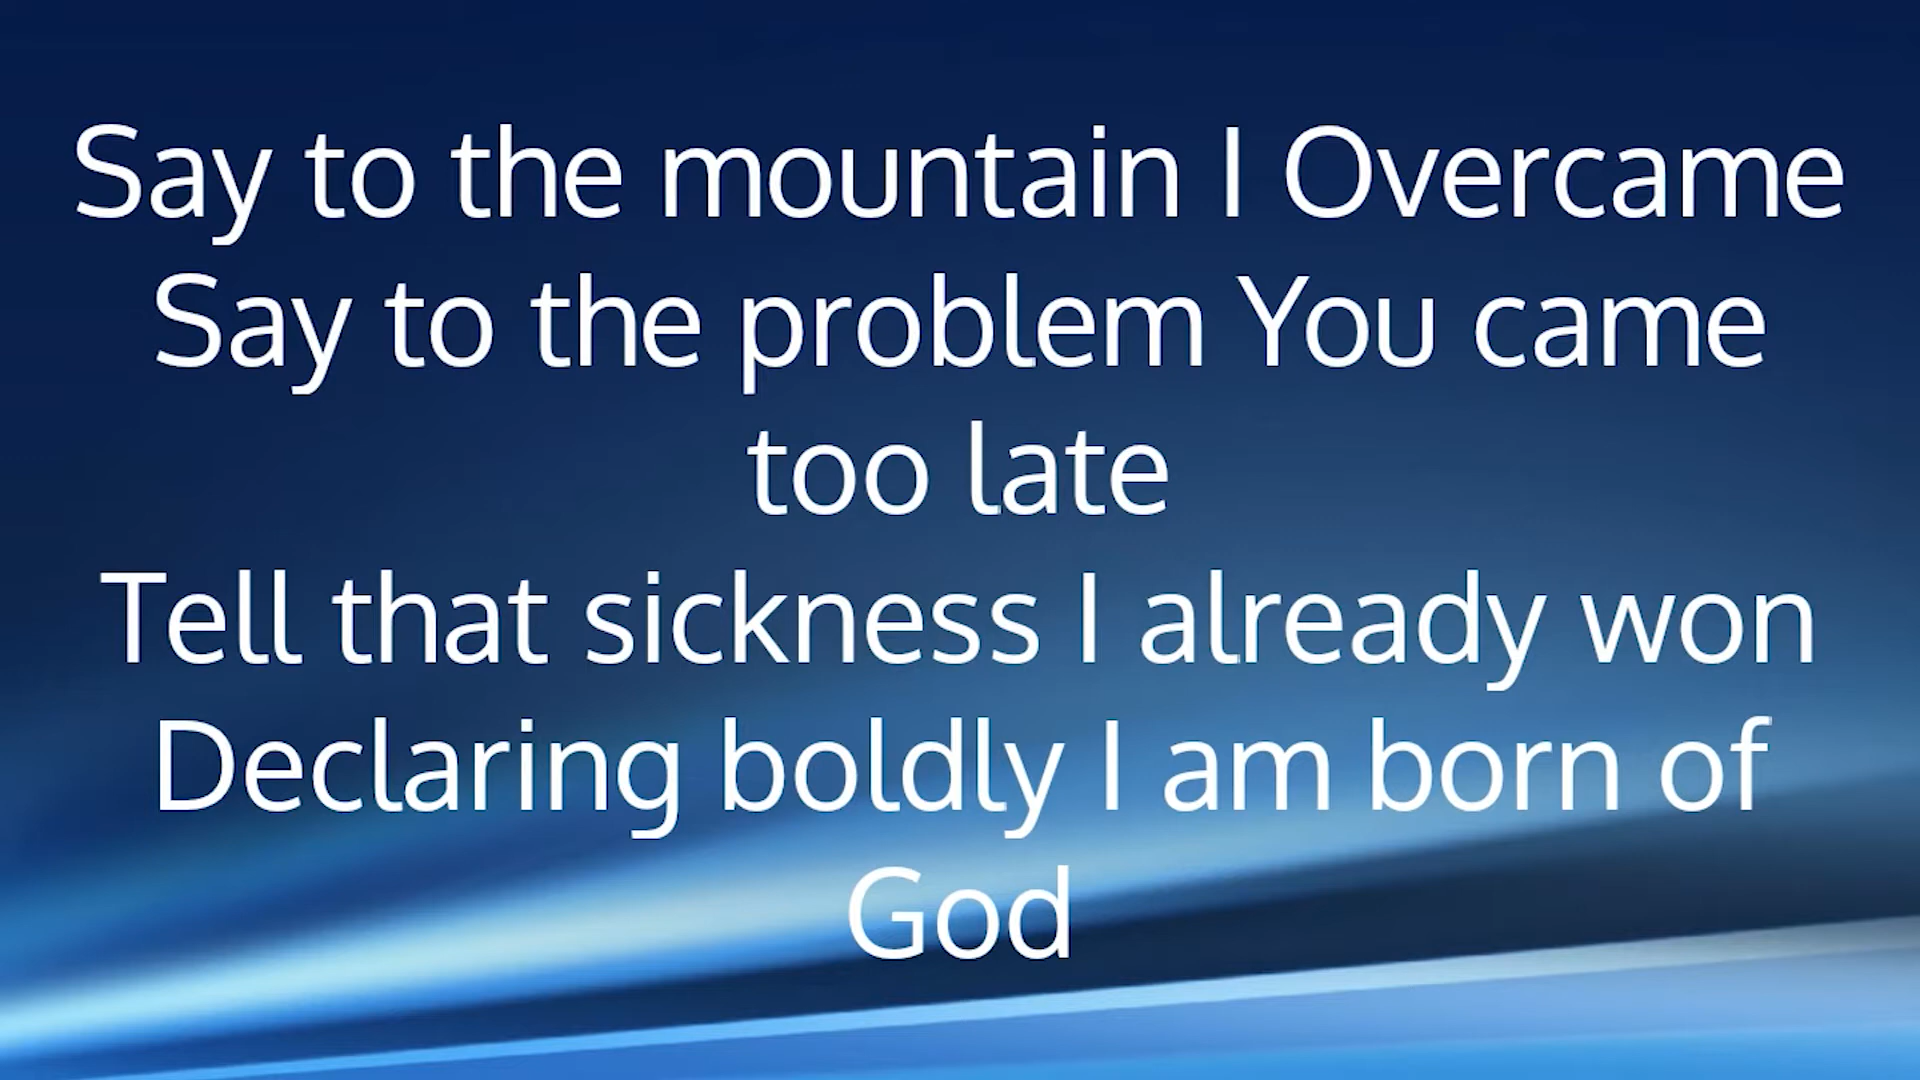 Say to the mountain I Overcame
Say to the problem You came
too late
Tell that sickness I already won
Declaring boldly I am born of
God